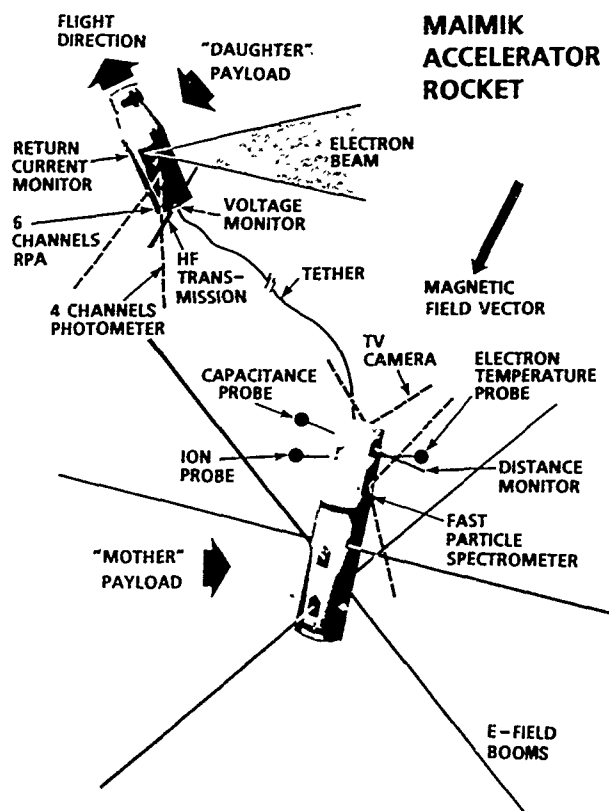 FLIGHT
DIRECTION
"DAUGHTER"
PAYLOAD
MAIMIK
ACCELERATOR
ROCKET
RETURN
CURRENT
MONITOR
ELECTRON
BEAM
6
CHANNELS
RPA
VOLTAGE
MONITOR
HF
TRANS-
MISSION
4 CHANNELS
PHOTOMETER
TETHER
MAGNETIC
FIELD VECTOR
TV
CAMERA
ELECTRON
TEMPERATURE
PROBE
CAPACITANCE
PROBE
ION
PROBE
DISTANCE
MONITOR
FAST
PARTICLE
SPECTROMETER
"MOTHER"
PAYLOAD
E-FIELD
BOOMS